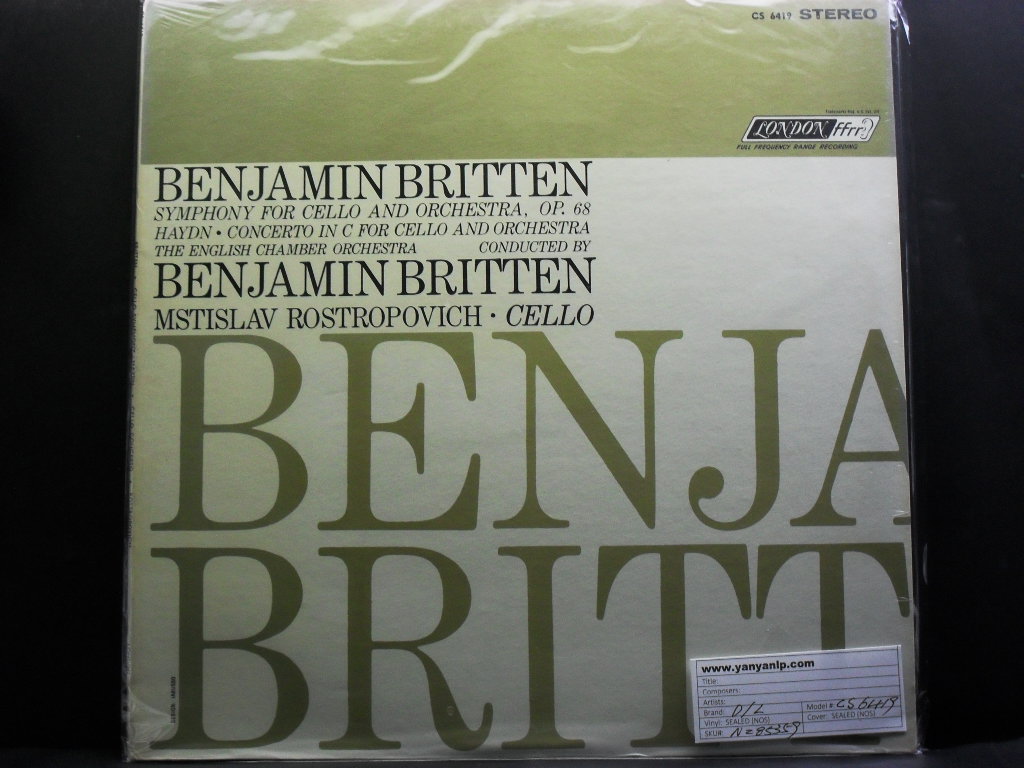 CS 6419 STEREO
LONDON ffrr
FULL FREQUENCY RANGE RECORDING
BENJAMIN BRITTEN
SYMPHONY FOR CELLO AND ORCHESTRA, OP. 68
HAYDN • CONCERTO IN C FOR CELLO AND ORCHESTRA
THE ENGLISH CHAMBER ORCHESTRA CONDUCTED BY
BENJAMIN BRITTEN
MSTISLAV ROSTROPOVICH • CELLO
BENJA
BRITT
www.yanyanlp.com
Title:
Composers:
Artists:
Brand: D/L Model # CS 6419
Vinyl: SEALED (NOS) Cover: SEALED (NOS)
SKU#: N285359